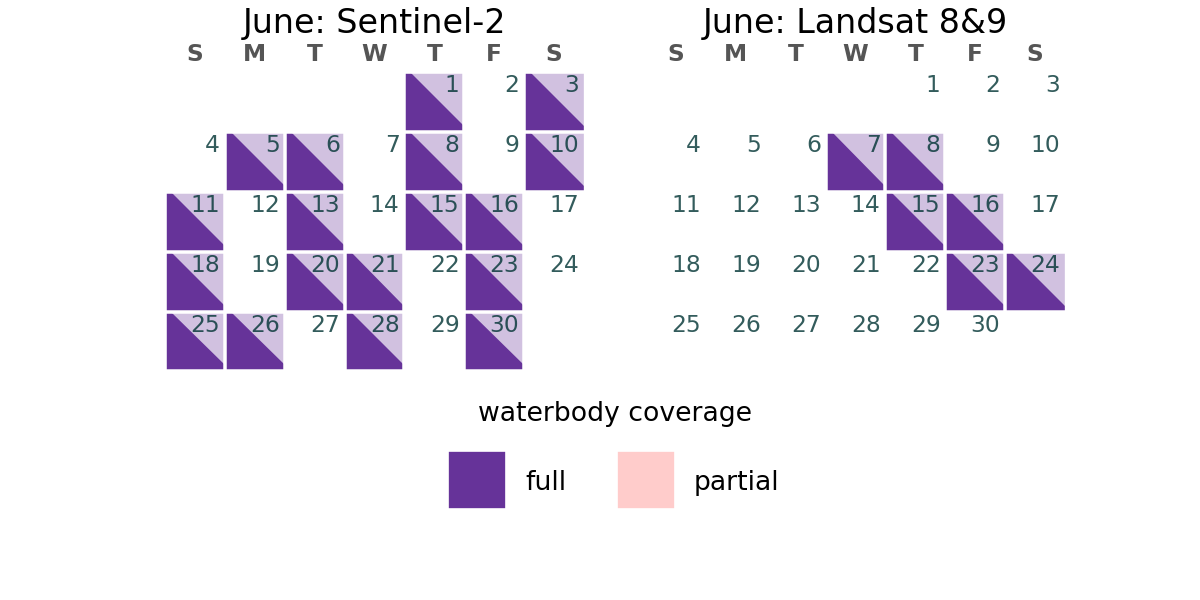 June: Sentinel-2
S M T W T F S
1 2 3
4 5 6 7 8 9 10
11 12 13 14 15 16 17
18 19 20 21 22 23 24
25 26 27 28 29 30
June: Landsat 8&9
S M T W T F S
1 2 3
4 5 6 7 8 9 10
11 12 13 14 15 16 17
18 19 20 21 22 23 24
25 26 27 28 29 30
waterbody coverage
full partial